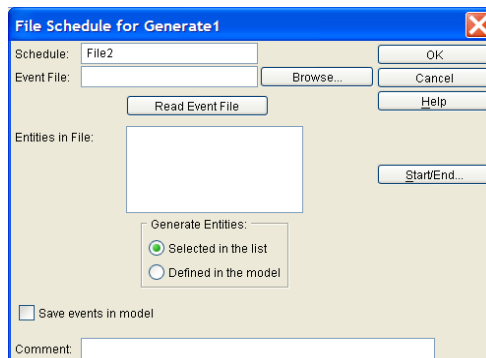 File Schedule for Generate1
Schedule: File2 OK
Event File: Browse... Cancel
Read Event File Help
Entities in File:
Start/End...
Generate Entities:
Selected in the list
Defined in the model
Save events in model
Comment: